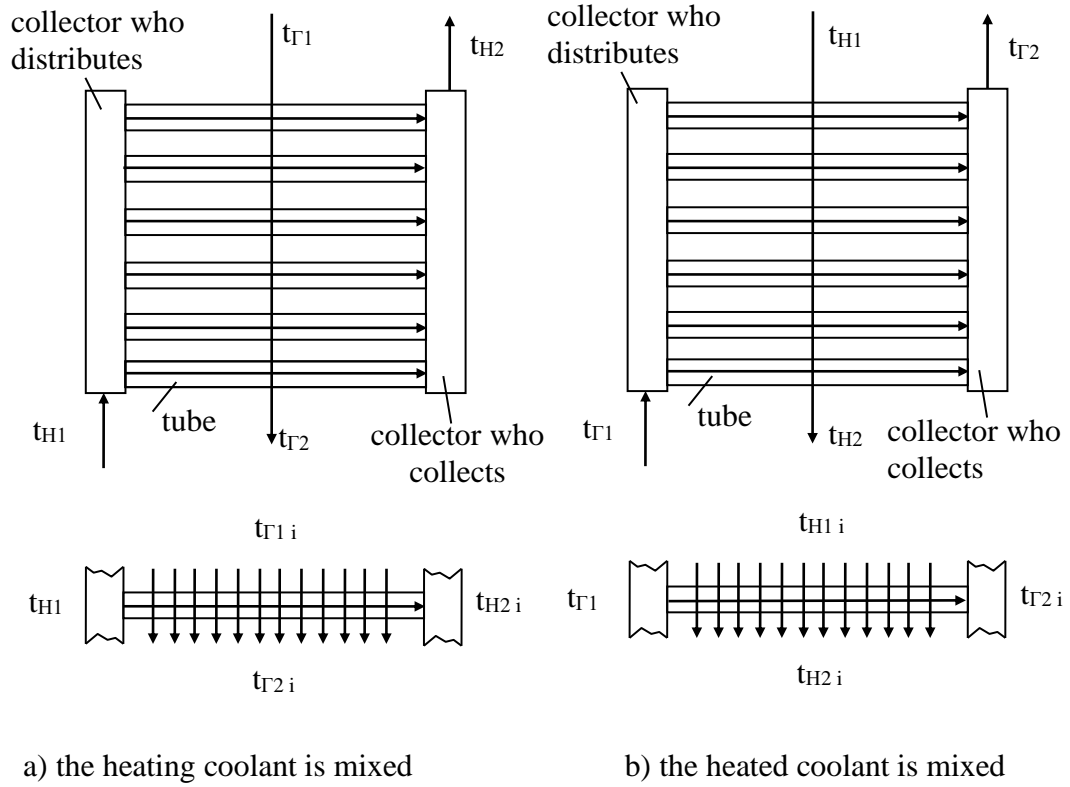 collector who
distributes
tΓ1
tH2
tH1
tube
tΓ2
collector who
collects
tΓ1 i
tH1
tH2 i
tΓ2 i
a) the heating coolant is mixed
collector who
distributes
tH1
tΓ2
tΓ1
tube
tH2
collector who
collects
tH1 i
tΓ1
tΓ2 i
tH2 i
b) the heated coolant is mixed